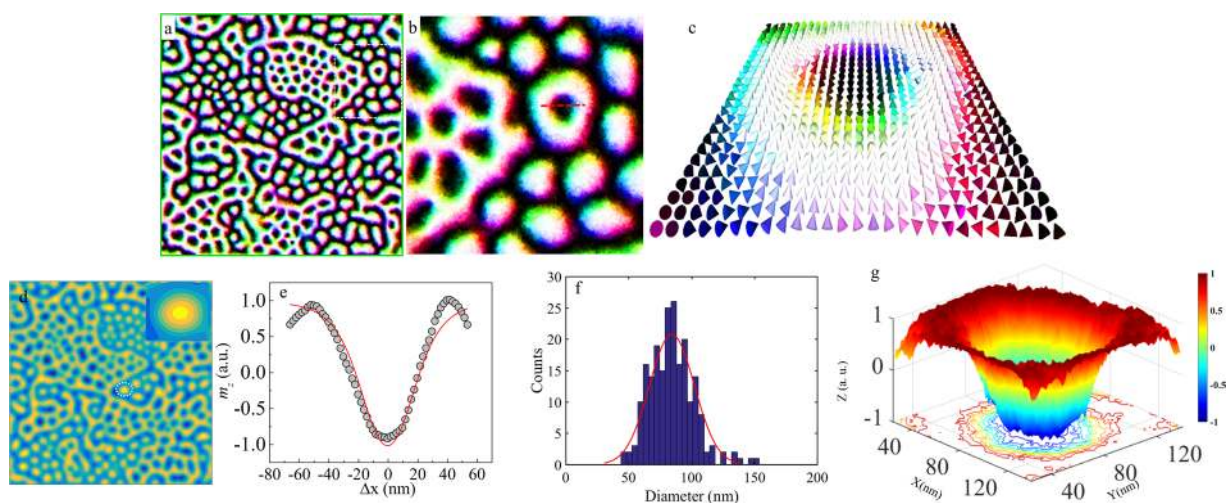 a
b
c
d
e
1.0
0.5
0.0
-0.5
-1.0
m_z (a.u.)
-80 -60 -40 -20 0 20 40 60
Δx (nm)
f
30
25
20
15
10
5
0
Counts
0 50 100 150 200
Diameter (nm)
g
1
0
-1
Z (a. u.)
40
80
120
X(nm)
40
80
120
Y(nm)
1
0.5
0
-0.5
-1